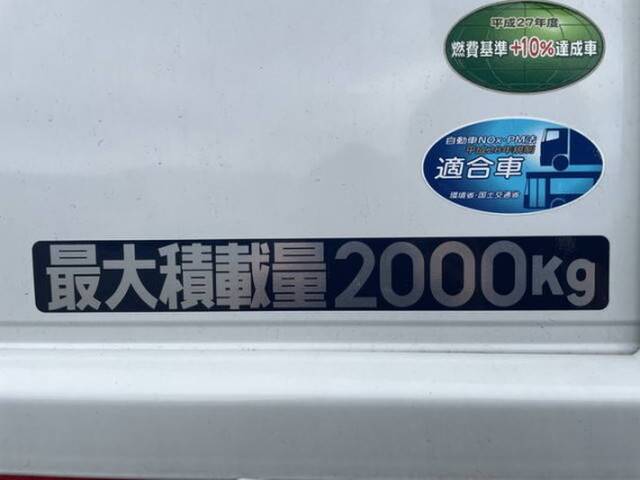 平成27年度
燃費基準+10%達成車
自動車NOx・PM法
適合車
環境省・国土交通省
最大積載量2000Kg